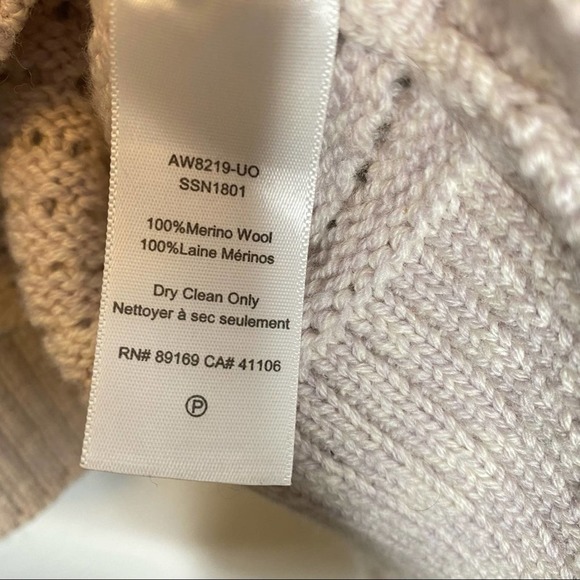 AW8219-UO
SSN1801
100%Merino Wool
100%Laine Mérinos
Dry Clean Only
Nettoyer à sec seulement
RN# 89169 CA# 41106
Ⓟ